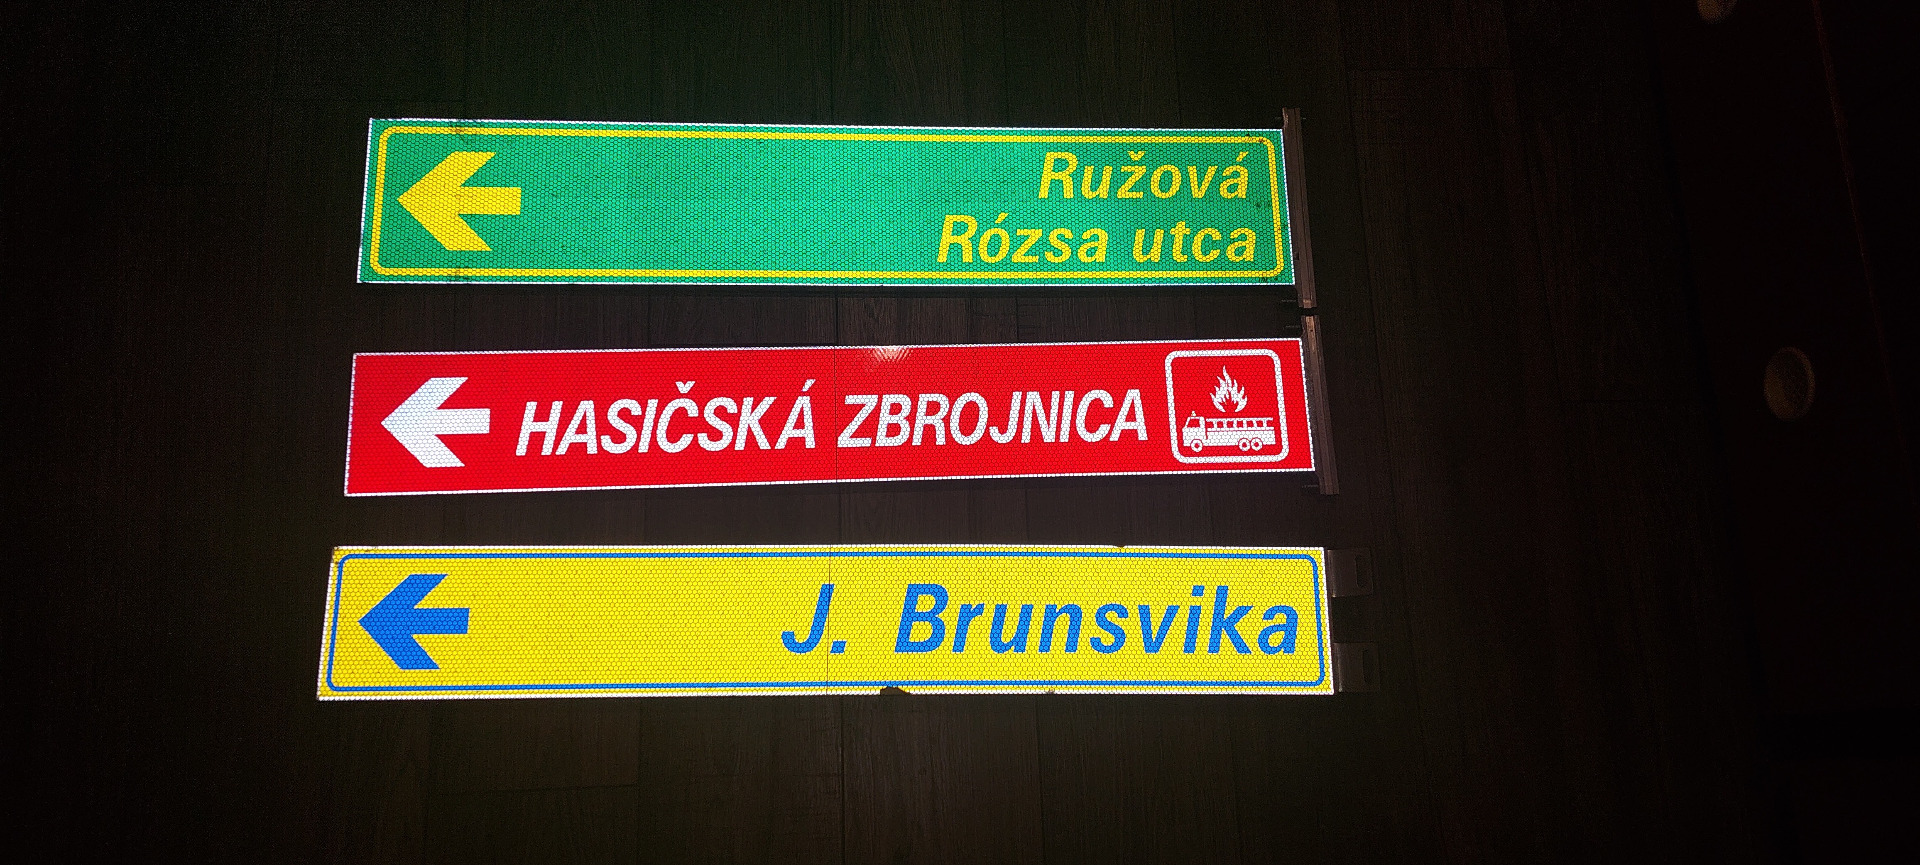 Ružová
Rózsa utca
HASIČSKÁ ZBROJNICA
J. Brunsvika